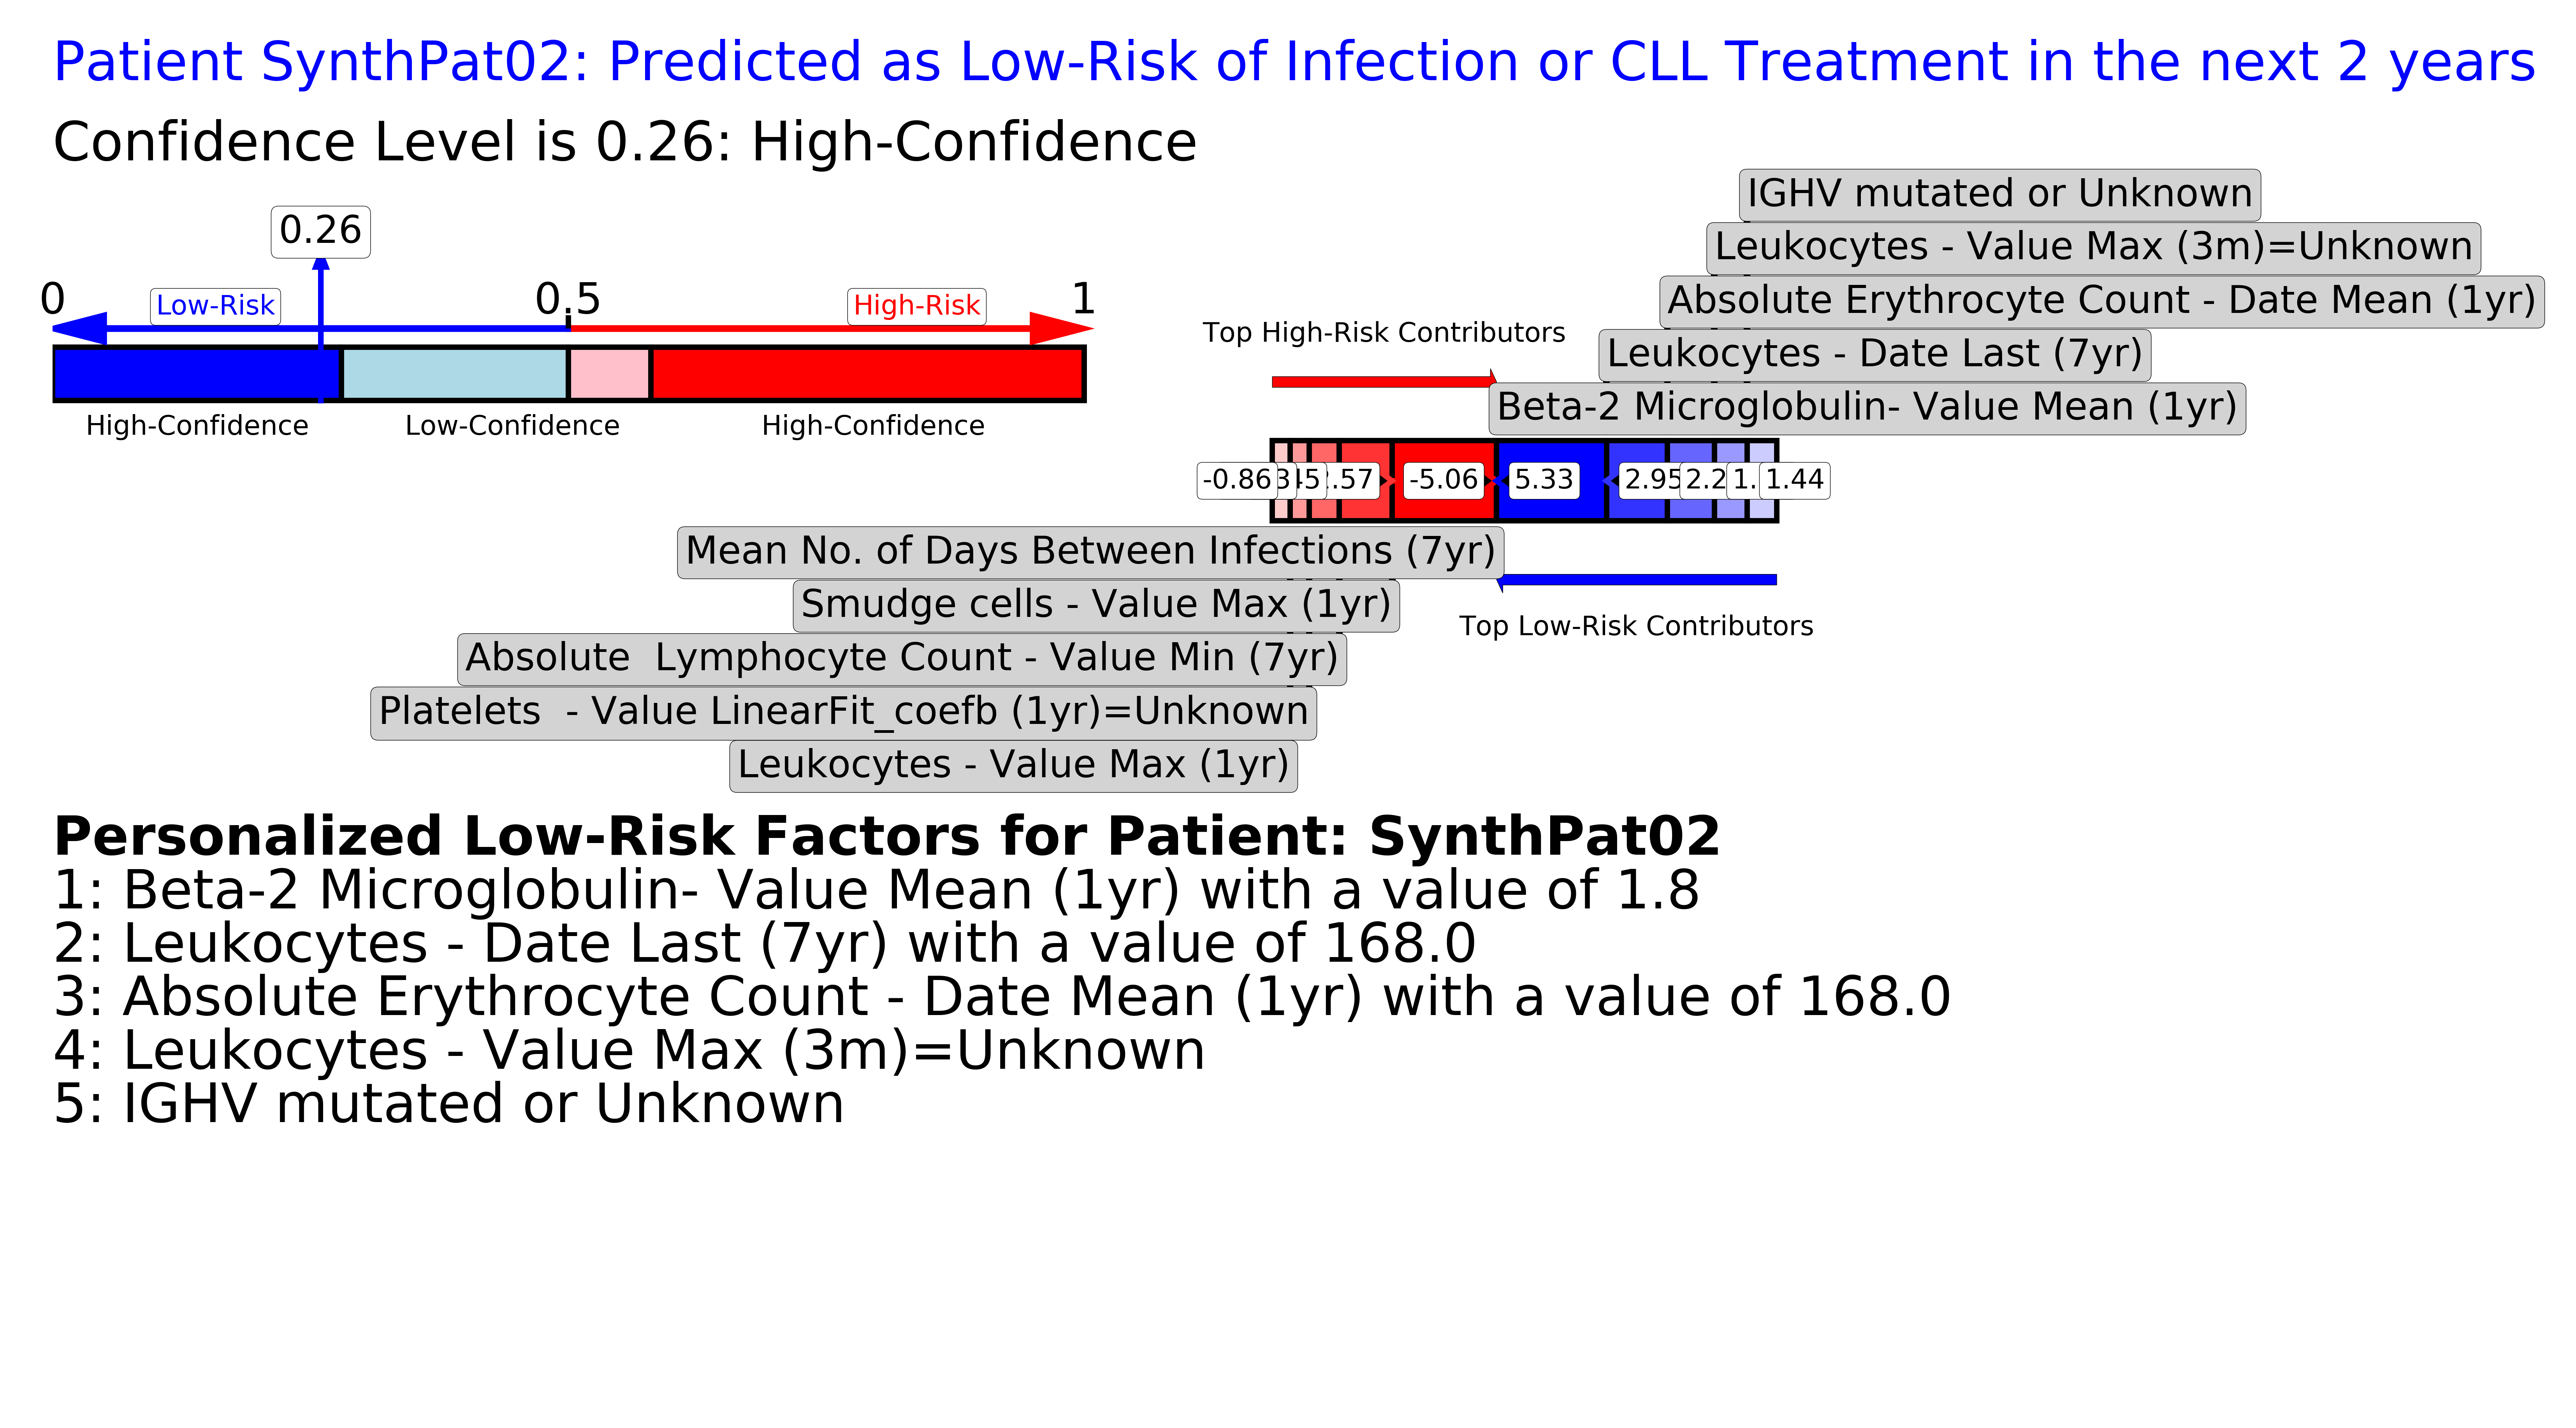 Patient SynthPat02: Predicted as Low-Risk of Infection or CLL Treatment in the next 2 years
Confidence Level is 0.26: High-Confidence
0.26
0
Low-Risk
0.5
High-Risk
1
High-Confidence
Low-Confidence
High-Confidence
IGHV mutated or Unknown
Leukocytes - Value Max (3m)=Unknown
Absolute Erythrocyte Count - Date Mean (1yr)
Leukocytes - Date Last (7yr)
Beta-2 Microglobulin- Value Mean (1yr)
Top High-Risk Contributors
-0.86 .57 -5.06 5.33 2.95 2.2 1. 1.44
Mean No. of Days Between Infections (7yr)
Smudge cells - Value Max (1yr)
Absolute  Lymphocyte Count - Value Min (7yr)
Platelets  - Value LinearFit_coefb (1yr)=Unknown
Leukocytes - Value Max (1yr)
Top Low-Risk Contributors
Personalized Low-Risk Factors for Patient: SynthPat02
1: Beta-2 Microglobulin- Value Mean (1yr) with a value of 1.8
2: Leukocytes - Date Last (7yr) with a value of 168.0
3: Absolute Erythrocyte Count - Date Mean (1yr) with a value of 168.0
4: Leukocytes - Value Max (3m)=Unknown
5: IGHV mutated or Unknown